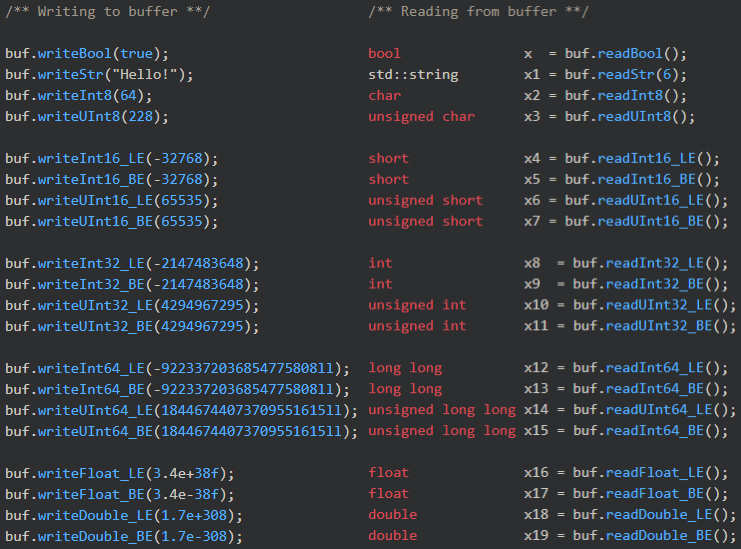 /** Writing to buffer **/ /** Reading from buffer **/
buf.writeBool(true); bool x = buf.readBool();
buf.writeStr("Hello!"); std::string x1 = buf.readStr(6);
buf.writeInt8(64); char x2 = buf.readInt8();
buf.writeUInt8(228); unsigned char x3 = buf.readUInt8();
buf.writeInt16_LE(-32768); short x4 = buf.readInt16_LE();
buf.writeInt16_BE(-32768); short x5 = buf.readInt16_BE();
buf.writeUInt16_LE(65535); unsigned short x6 = buf.readUInt16_LE();
buf.writeUInt16_BE(65535); unsigned short x7 = buf.readUInt16_BE();
buf.writeInt32_LE(-2147483648); int x8 = buf.readInt32_LE();
buf.writeInt32_BE(-2147483648); int x9 = buf.readInt32_BE();
buf.writeUInt32_LE(4294967295); unsigned int x10 = buf.readUInt32_LE();
buf.writeUInt32_BE(4294967295); unsigned int x11 = buf.readUInt32_BE();
buf.writeInt64_LE(-9223372036854775808ll); long long x12 = buf.readInt64_LE();
buf.writeInt64_BE(-9223372036854775808ll); long long x13 = buf.readInt64_BE();
buf.writeUInt64_LE(18446744073709551615ll); unsigned long long x14 = buf.readUInt64_LE();
buf.writeUInt64_BE(18446744073709551615ll); unsigned long long x15 = buf.readInt64_BE();
buf.writeFloat_LE(3.4e+38f); float x16 = buf.readFloat_LE();
buf.writeFloat_BE(3.4e-38f); float x17 = buf.readFloat_BE();
buf.writeDouble_LE(1.7e+308); double x18 = buf.readDouble_LE();
buf.writeDouble_BE(1.7e-308); double x19 = buf.readDouble_BE();